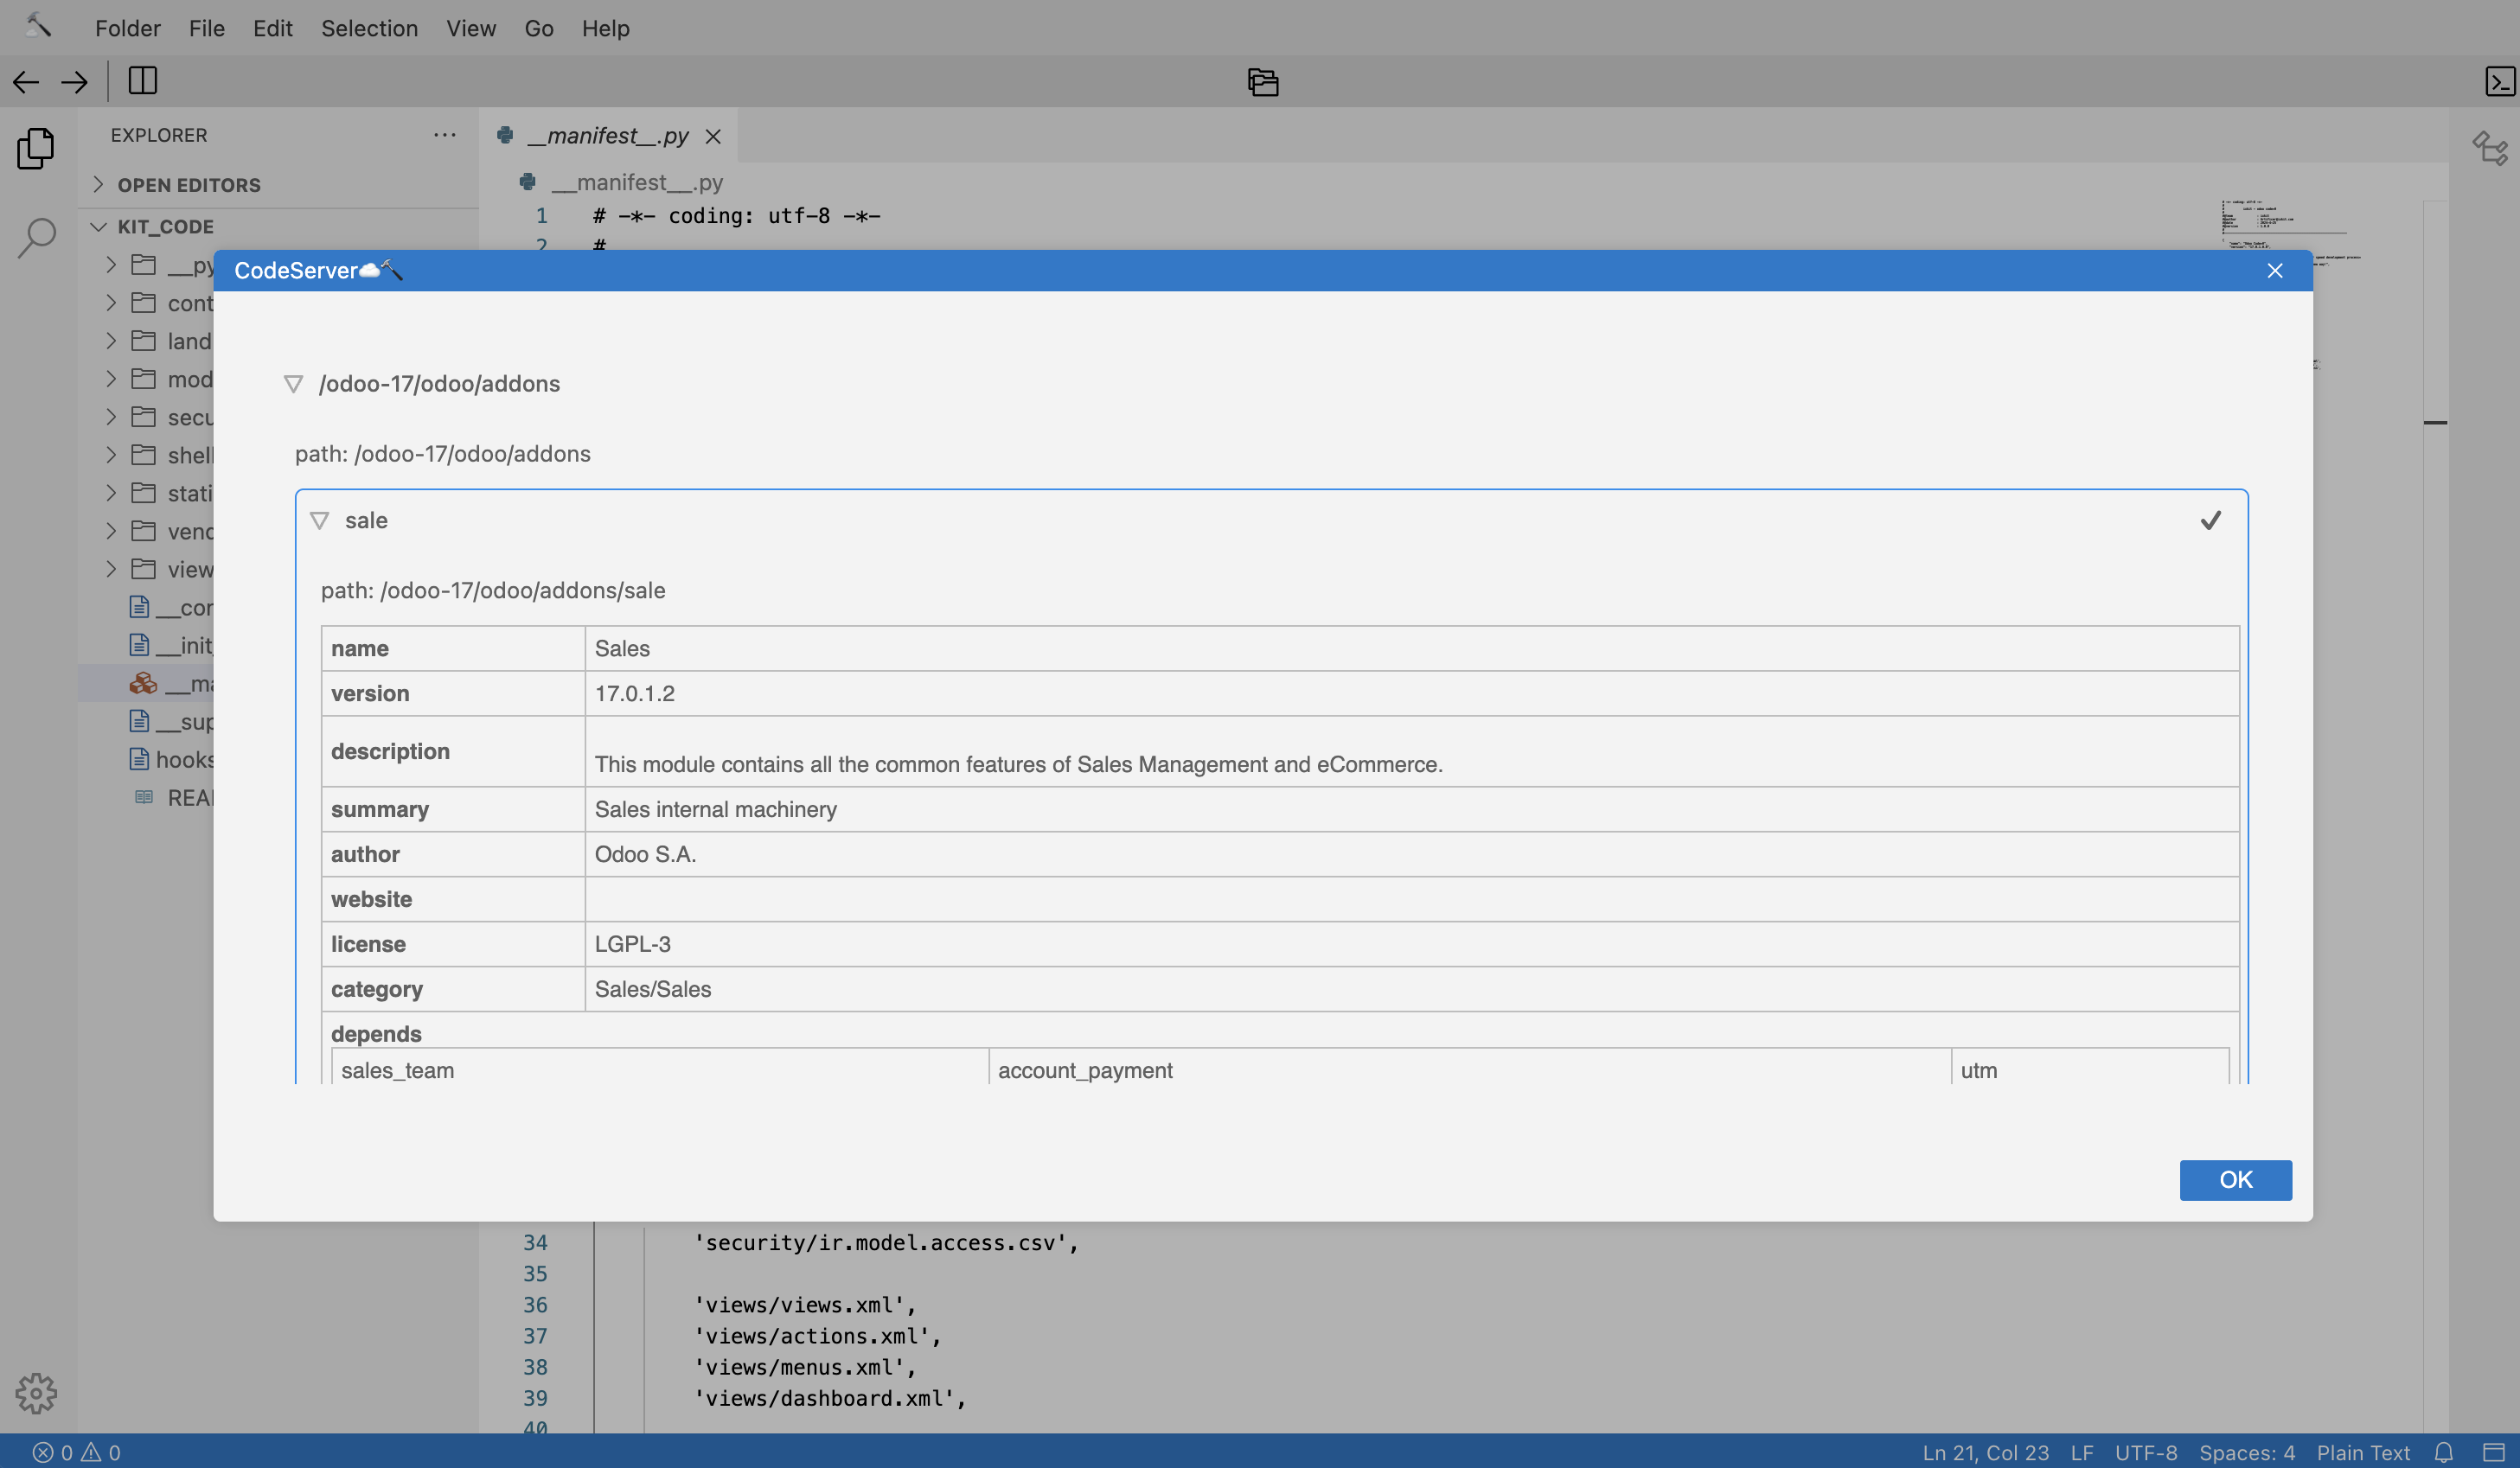 Folder File Edit Selection View Go Help
EXPLORER ···
__manifest__.py
OPEN EDITORS
__manifest__.py
KIT_CODE
1 # -*- coding: utf-8 -*-
2 #
__py
cont
land
mod
secu
shell
stati
view
__init_
hooks
CodeServer
/odoo-17/odoo/addons
path: /odoo-17/odoo/addons
sale
path: /odoo-17/odoo/addons/sale
name Sales
version 17.0.1.2
description This module contains all the common features of Sales Management and eCommerce.
summary Sales internal machinery
author Odoo S.A.
website
license LGPL-3
category Sales/Sales
depends
sales_team account_payment utm
OK
34 'security/ir.model.access.csv',
35
36 'views/views.xml',
37 'views/actions.xml',
38 'views/menus.xml',
39 'views/dashboard.xml',
40
0 0
Ln 21, Col 23 LF UTF-8 Spaces: 4 Plain Text